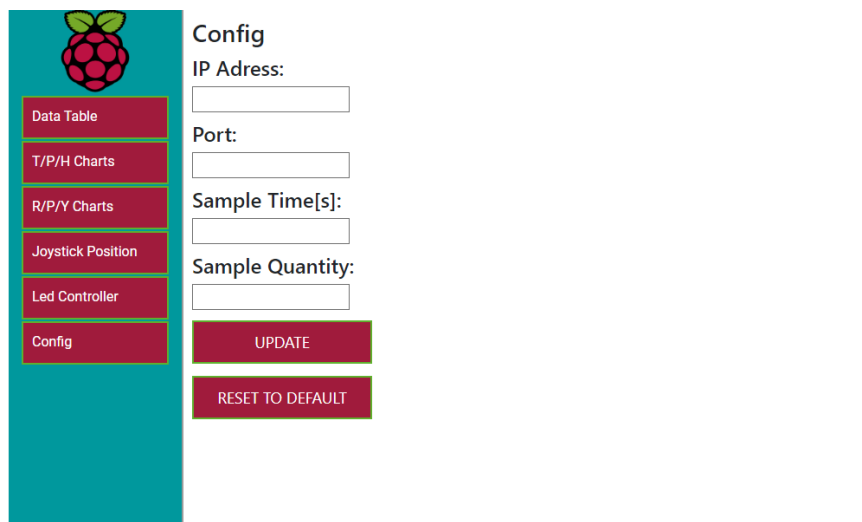 Data Table
T/P/H Charts
R/P/Y Charts
Joystick Position
Led Controller
Config
Config
IP Adress:
Port:
Sample Time[s]:
Sample Quantity:
UPDATE
RESET TO DEFAULT